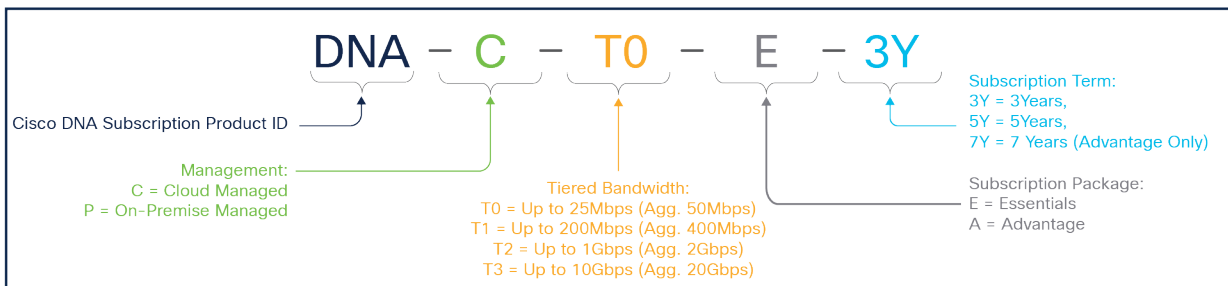 DNA - C - T0 - E - 3Y
Cisco DNA Subscription Product ID
Management:
C = Cloud Managed
P = On-Premise Managed
Tiered Bandwidth:
T0 = Up to 25Mbps (Agg. 50Mbps)
T1 = Up to 200Mbps (Agg. 400Mbps)
T2 = Up to 1Gbps (Agg. 2Gbps)
T3 = Up to 10Gbps (Agg. 20Gbps)
Subscription Term:
3Y = 3Years,
5Y = 5Years,
7Y = 7 Years (Advantage Only)
Subscription Package:
E = Essentials
A = Advantage